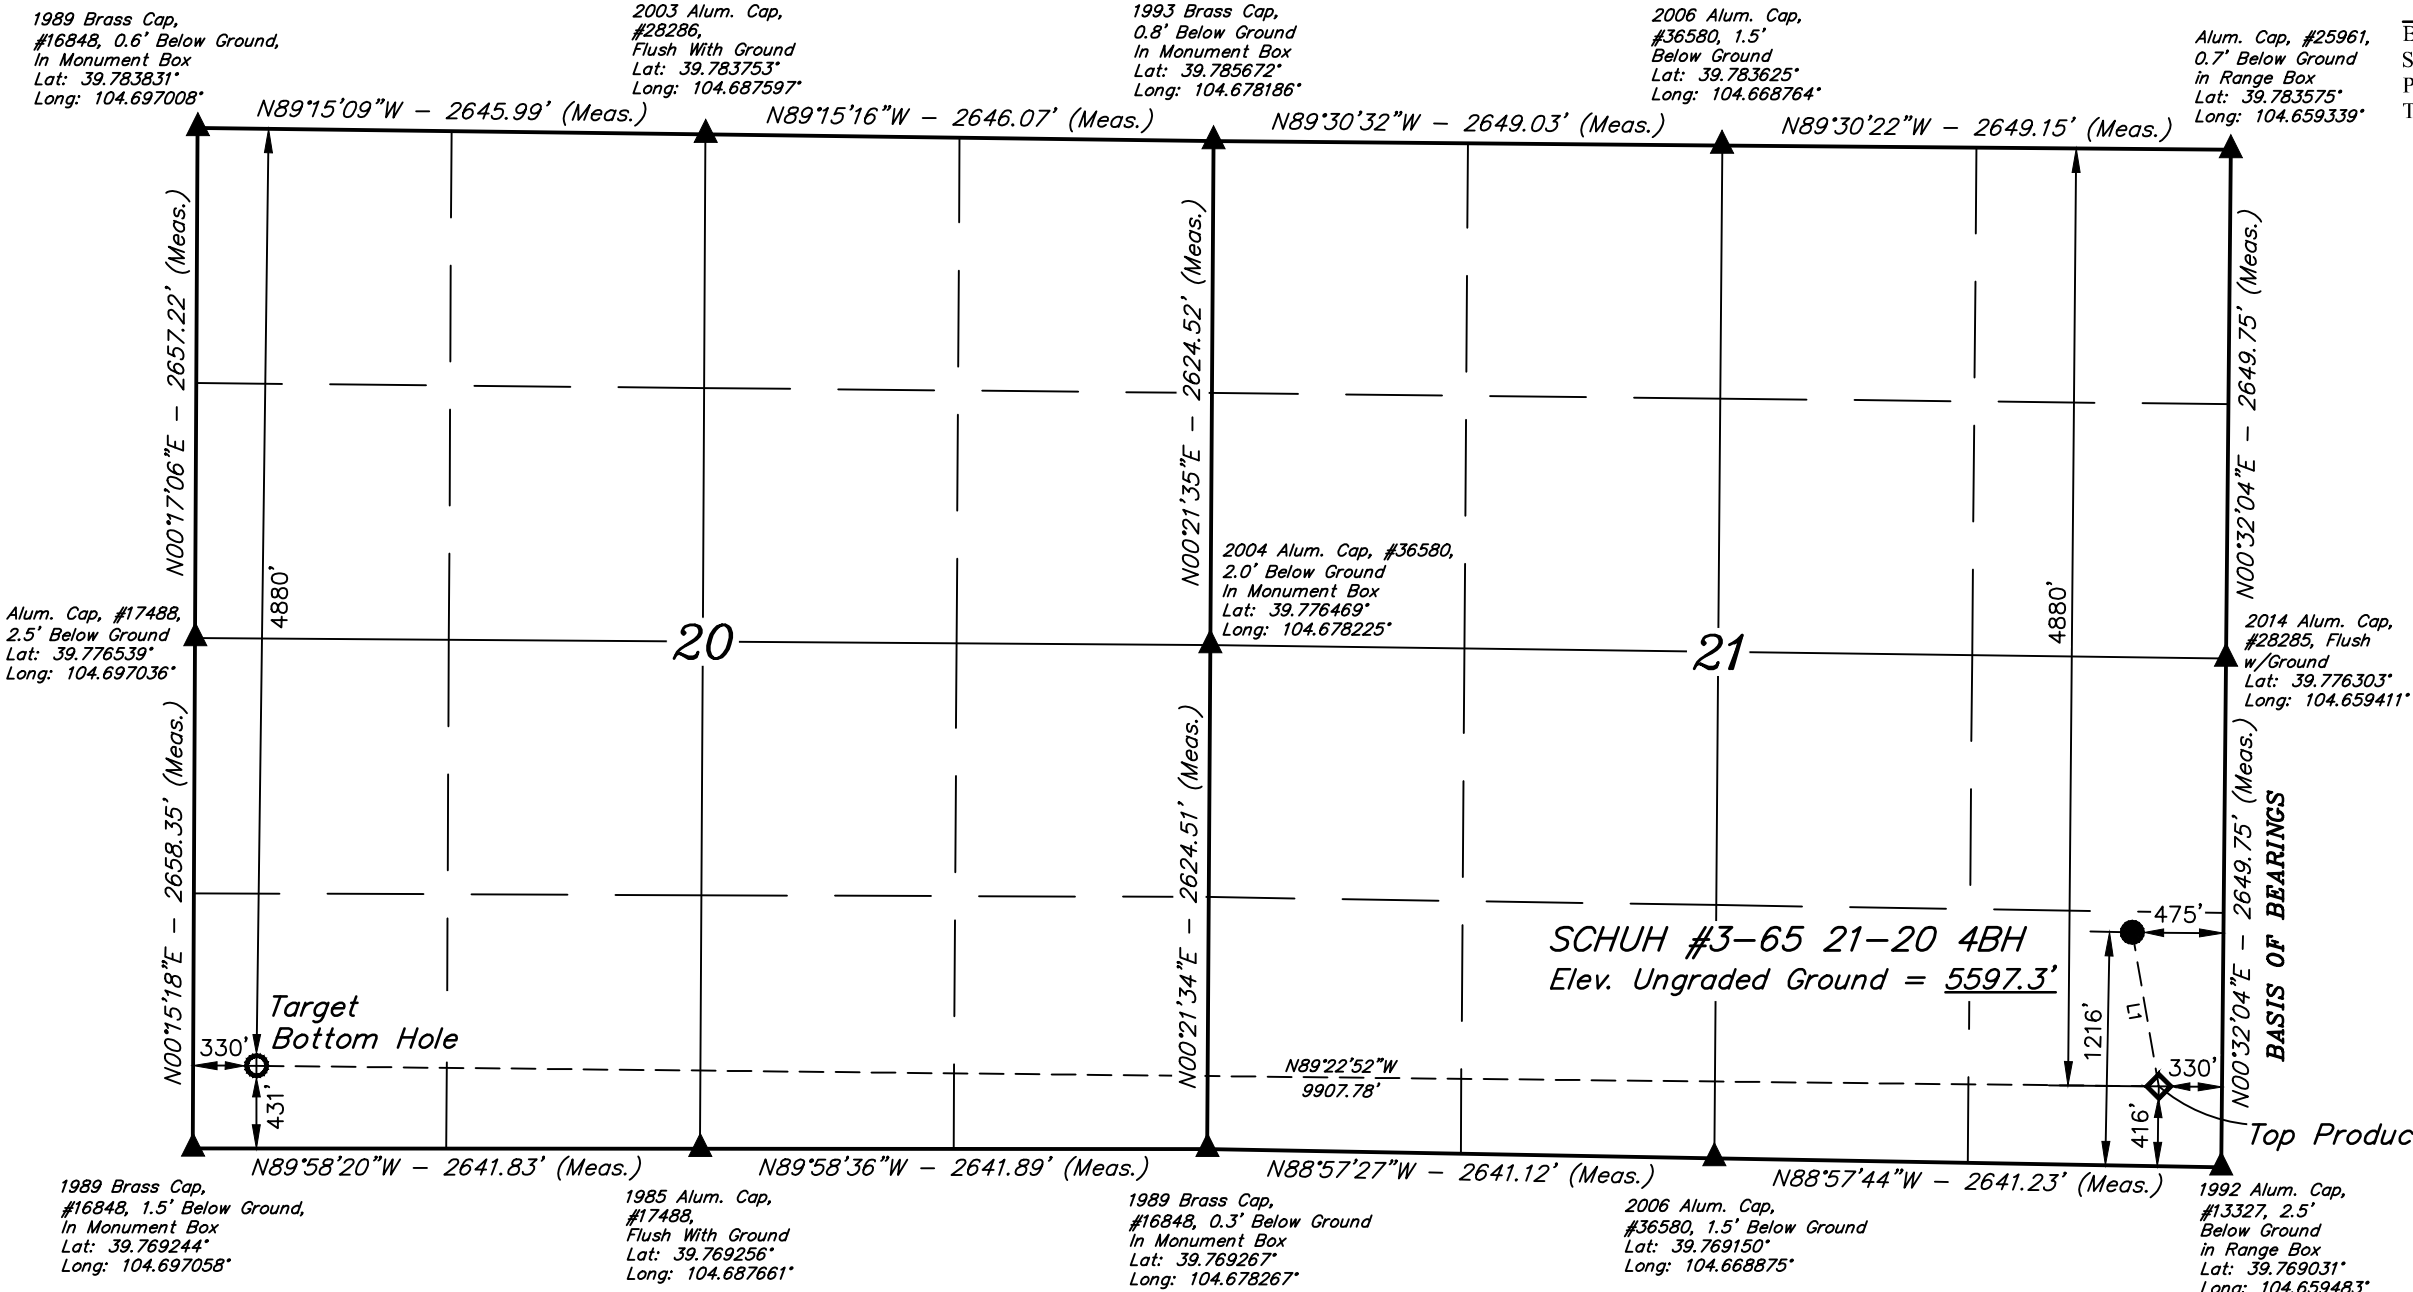 1989 Brass Cap,
#16848, 0.6' Below Ground,
In Monument Box
Lat: 39.783831°
Long: 104.697008°
2003 Alum. Cap,
#28286,
Flush With Ground
Lat: 39.783753°
Long: 104.687597°
1993 Brass Cap,
0.8' Below Ground
In Monument Box
Lat: 39.785672°
Long: 104.678186°
2006 Alum. Cap,
#36580, 1.5'
Below Ground
Lat: 39.783625°
Long: 104.668764°
Alum. Cap, #25961,
0.7' Below Ground
in Range Box
Lat: 39.783575°
Long: 104.659339°
N89°15'09"W - 2645.99' (Meas.)
N89°15'16"W - 2646.07' (Meas.)
N89°30'32"W - 2649.03' (Meas.)
N89°30'22"W - 2649.15' (Meas.)
N00°17'06"E - 2657.22' (Meas.)
4880'
N00°21'35"E - 2624.52' (Meas.)
4880'
N00°32'04"E - 2649.75' (Meas.)
Alum. Cap, #17488,
2.5' Below Ground
Lat: 39.776539°
Long: 104.697036°
20
2004 Alum. Cap, #36580,
2.0' Below Ground
In Monument Box
Lat: 39.776469°
Long: 104.678225°
21
2014 Alum. Cap,
#28285, Flush
w/Ground
Lat: 39.776303°
Long: 104.659411°
N00°15'18"E - 2658.35' (Meas.)
N00°21'34"E - 2624.51' (Meas.)
N00°32'04"E - 2649.75' (Meas.)
BASIS OF BEARINGS
475'
SCHUH #3-65 21-20 4BH
Elev. Ungraded Ground = 5597.3'
1216'
L1
Target
Bottom Hole
330'
431'
N89°22'52"W
9907.78'
330'
416'
Top Produc
N89°58'20"W - 2641.83' (Meas.)
N89°58'36"W - 2641.89' (Meas.)
N88°57'27"W - 2641.12' (Meas.)
N88°57'44"W - 2641.23' (Meas.)
1989 Brass Cap,
#16848, 1.5' Below Ground,
In Monument Box
Lat: 39.769244°
Long: 104.697058°
1985 Alum. Cap,
#17488,
Flush With Ground
Lat: 39.769256°
Long: 104.687661°
1989 Brass Cap,
#16848, 0.3' Below Ground
In Monument Box
Lat: 39.769267°
Long: 104.678267°
2006 Alum. Cap,
#36580, 1.5' Below Ground
Lat: 39.769150°
Long: 104.668875°
1992 Alum. Cap,
#13327, 2.5'
Below Ground
in Range Box
Lat: 39.769031°
Long: 104.659483°